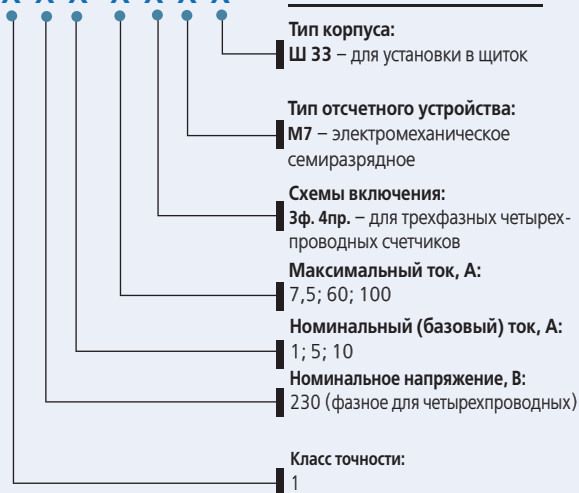 Тип корпуса:
Ш 33 – для установки в щиток
Тип отсчетного устройства:
М7 – электромеханическое
семиразрядное
Схемы включения:
3ф. 4пр. – для трехфазных четырех-
проводных счетчиков
Максимальный ток, А:
7,5; 60; 100
Номинальный (базовый) ток, А:
1; 5; 10
Номинальное напряжение, В:
230 (фазное для четырехпроводных)
Класс точности:
1